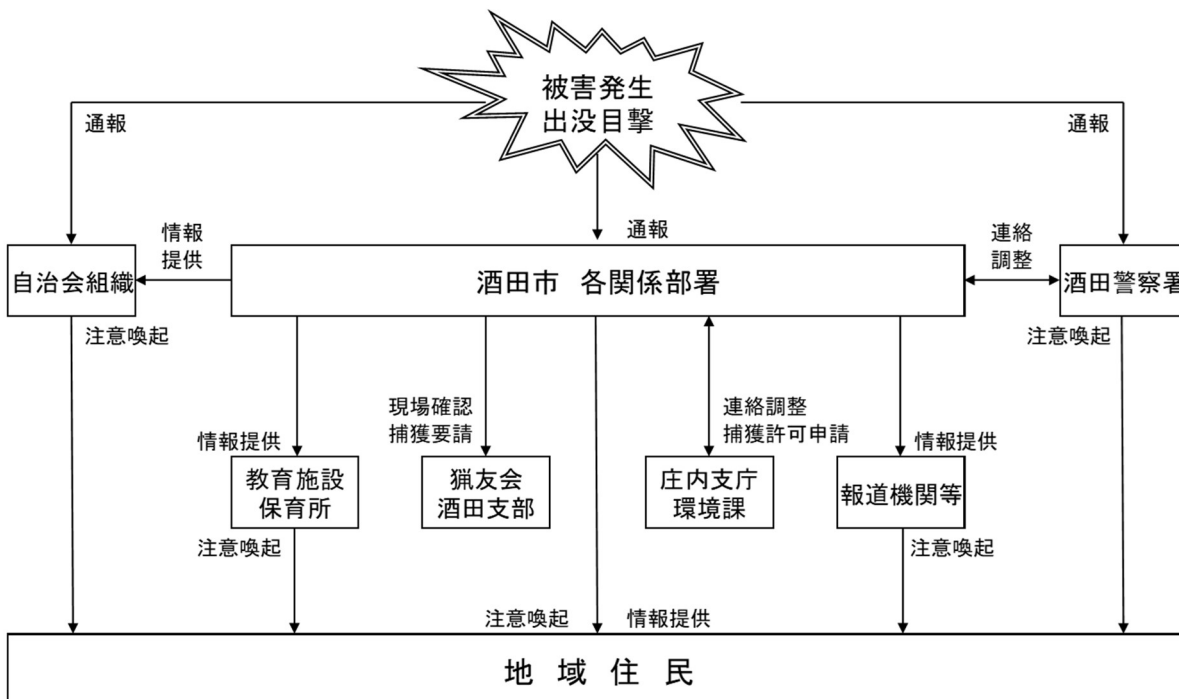 被害発生
出没目撃
通報
通報
通報
情報
提供
連絡
調整
自治会組織
酒田市 各関係部署
酒田警察署
注意喚起
注意喚起
現場確認
捕獲要請
連絡調整
捕獲許可申請
情報提供
情報提供
教育施設
保育所
猟友会
酒田支部
庄内支庁
環境課
報道機関等
注意喚起
注意喚起
注意喚起 情報提供
地域住民